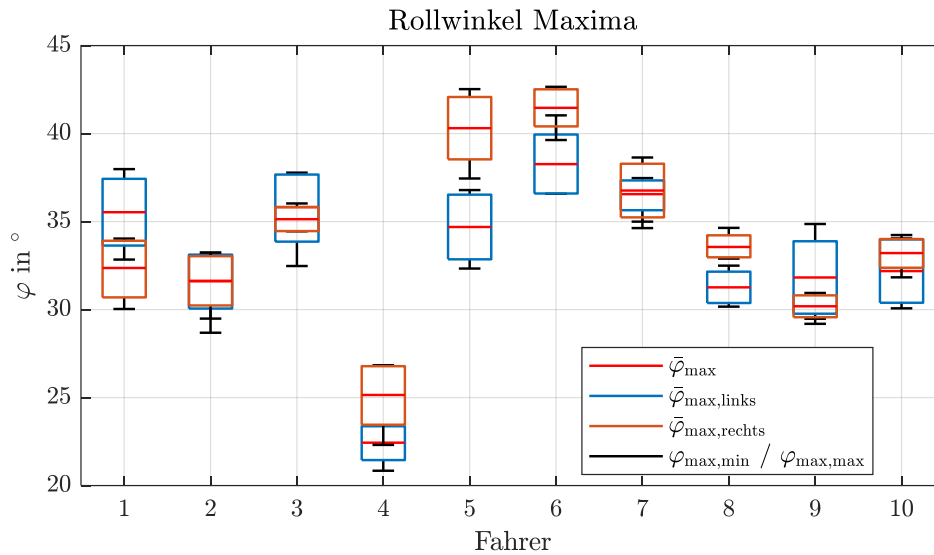 Rollwinkel Maxima
φ in °
45
40
35
30
25
20
1 2 3 4 5 6 7 8 9 10
Fahrer
φ̄max
φ̄max,links
φ̄max,rechts
φmax,min / φmax,max